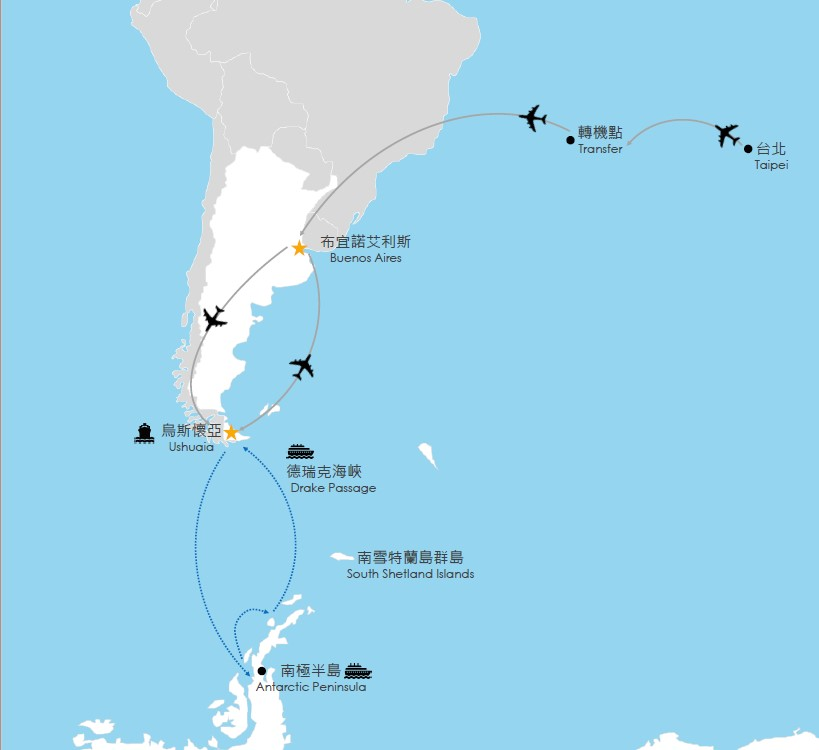 轉機點
Transfer
台北
Taipei
布宜諾艾利斯
Buenos Aires
烏斯懷亞
Ushuaia
德瑞克海峽
Drake Passage
南雪特蘭島群島
South Shetland Islands
南極半島
Antarctic Peninsula